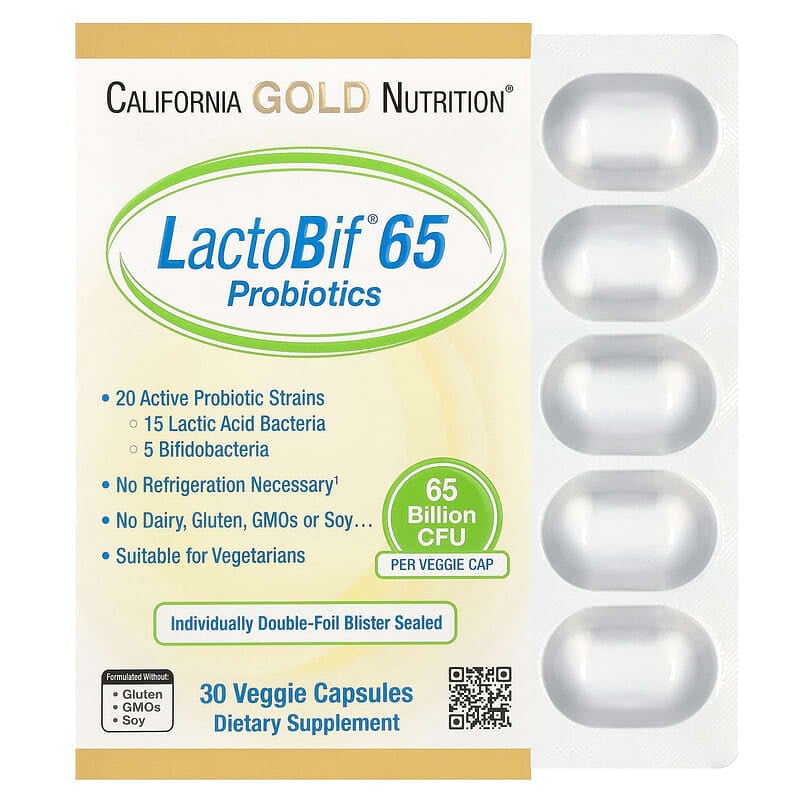 CALIFORNIA GOLD NUTRITION®
LactoBif® 65
Probiotics
• 20 Active Probiotic Strains
○ 15 Lactic Acid Bacteria
○ 5 Bifidobacteria
• No Refrigeration Necessary¹
• No Dairy, Gluten, GMOs or Soy…
• Suitable for Vegetarians
65
Billion
CFU
PER VEGGIE CAP
Individually Double-Foil Blister Sealed
Formulated Without:
• Gluten
• GMOs
• Soy
30 Veggie Capsules
Dietary Supplement